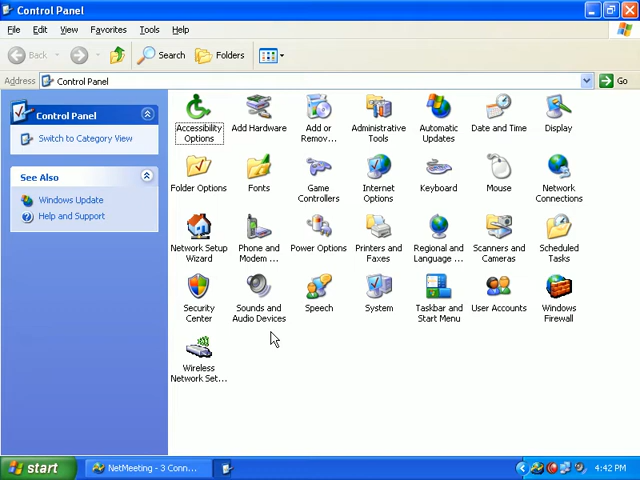 Control Panel
File Edit View Favorites Tools Help
Back Search Folders
Address Control Panel Go
Control Panel
Switch to Category View
See Also
Windows Update
Help and Support
Accessibility Options
Add Hardware
Add or Remov...
Administrative Tools
Automatic Updates
Date and Time
Display
Folder Options
Fonts
Game Controllers
Internet Options
Keyboard
Mouse
Network Connections
Network Setup Wizard
Phone and Modem ...
Power Options
Printers and Faxes
Regional and Language ...
Scanners and Cameras
Scheduled Tasks
Security Center
Sounds and Audio Devices
Speech
System
Taskbar and Start Menu
User Accounts
Windows Firewall
Wireless Network Set...
start NetMeeting - 3 Conn... 4:42 PM